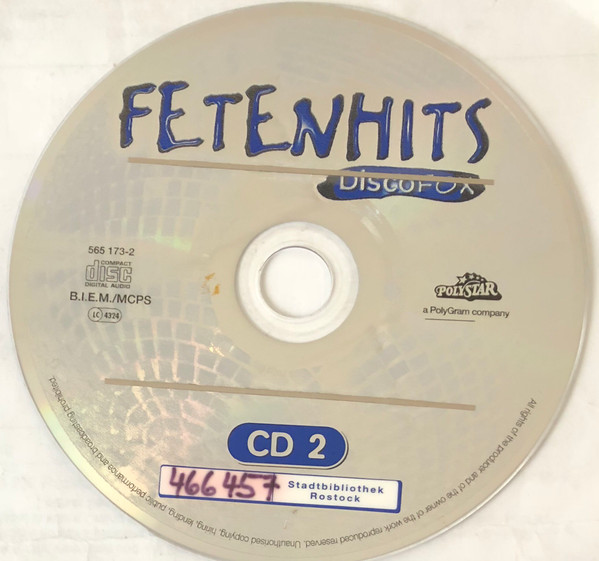 FETENHITS
DISCOFOX
565 173-2
COMPACT
disc
DIGITAL AUDIO
B.I.E.M./MCPS
LC 4324
POLYSTAR
a PolyGram company
CD 2
466 457 Stadtbibliothek
Rostock
All rights of the producer and of the owner of the work reproduced reserved. Unauthorised copying, hiring, lending, public performance and broadcasting prohibited.